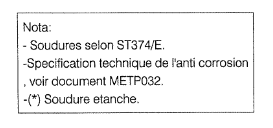 Nota:
- Soudures selon ST374/E.
-Specification technique de l'anti corrosion
, voir document METP032.
-(*) Soudure etanche.